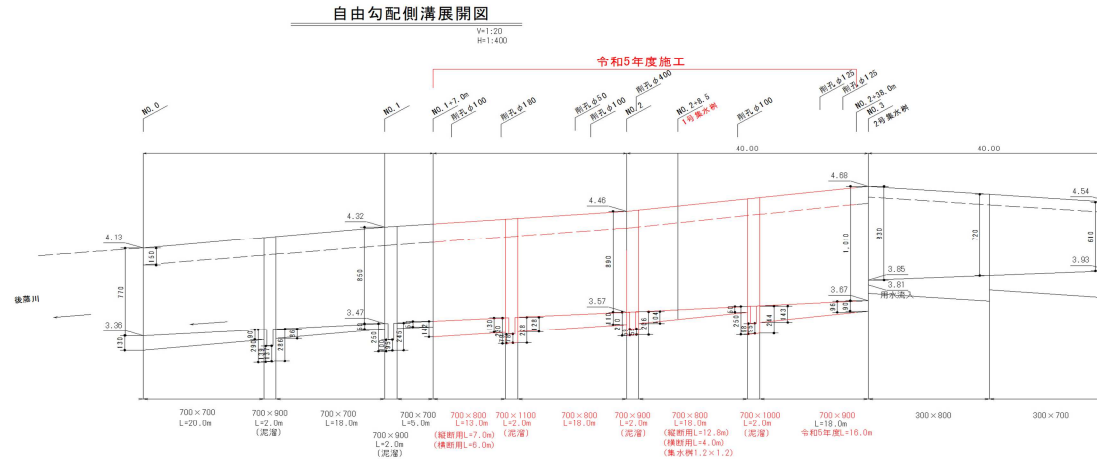 自由勾配側溝展開図
V=1:20
H=1:400
令和5年度施工
NO.0
NO.1
NO.1+7.0m
削孔φ100
削孔φ180
削孔φ50
削孔φ100
NO.2
削孔φ400
NO.2+8.5
1号集水桝
削孔φ100
削孔φ125
削孔φ125
NO.2+38.0m
NO.3
2号集水桝
40.00
40.00
4.13
4.32
4.46
4.68
4.54
150
770
850
890
1,010
830
720
610
後藤川
3.36
3.47
3.57
3.67
3.85
3.81
3.93
用水流入
130
250
245
112
130
128
110
104
250
244
143
700×700
L=20.0m
700×900
L=2.0m
(泥溜)
700×700
L=18.0m
700×900
L=2.0m
(泥溜)
700×700
L=5.0m
700×800
L=13.0m
(縦断用L=7.0m)
(横断用L=6.0m)
700×1100
L=2.0m
(泥溜)
700×800
L=18.0m
700×900
L=2.0m
(泥溜)
700×800
L=18.0m
(縦断用L=12.8m)
(横断用L=4.0m)
(集水桝1.2×1.2)
700×1000
L=2.0m
(泥溜)
700×900
L=18.0m
令和5年度L=16.0m
300×800
300×700